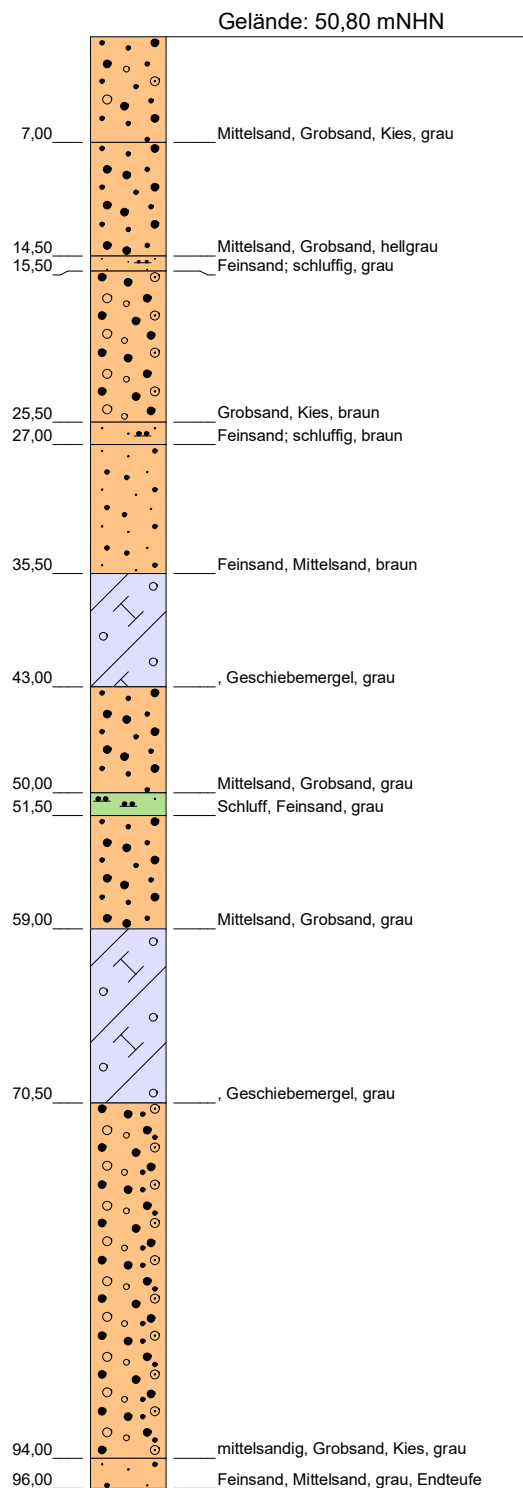 Gelände: 50,80 mNHN
7,00 Mittelsand, Grobsand, Kies, grau
14,50 Mittelsand, Grobsand, hellgrau
15,50 Feinsand; schluffig, grau
25,50 Grobsand, Kies, braun
27,00 Feinsand; schluffig, braun
35,50 Feinsand, Mittelsand, braun
43,00 , Geschiebemergel, grau
50,00 Mittelsand, Grobsand, grau
51,50 Schluff, Feinsand, grau
59,00 Mittelsand, Grobsand, grau
70,50 , Geschiebemergel, grau
94,00 mittelsandig, Grobsand, Kies, grau
96,00 Feinsand, Mittelsand, grau, Endteufe